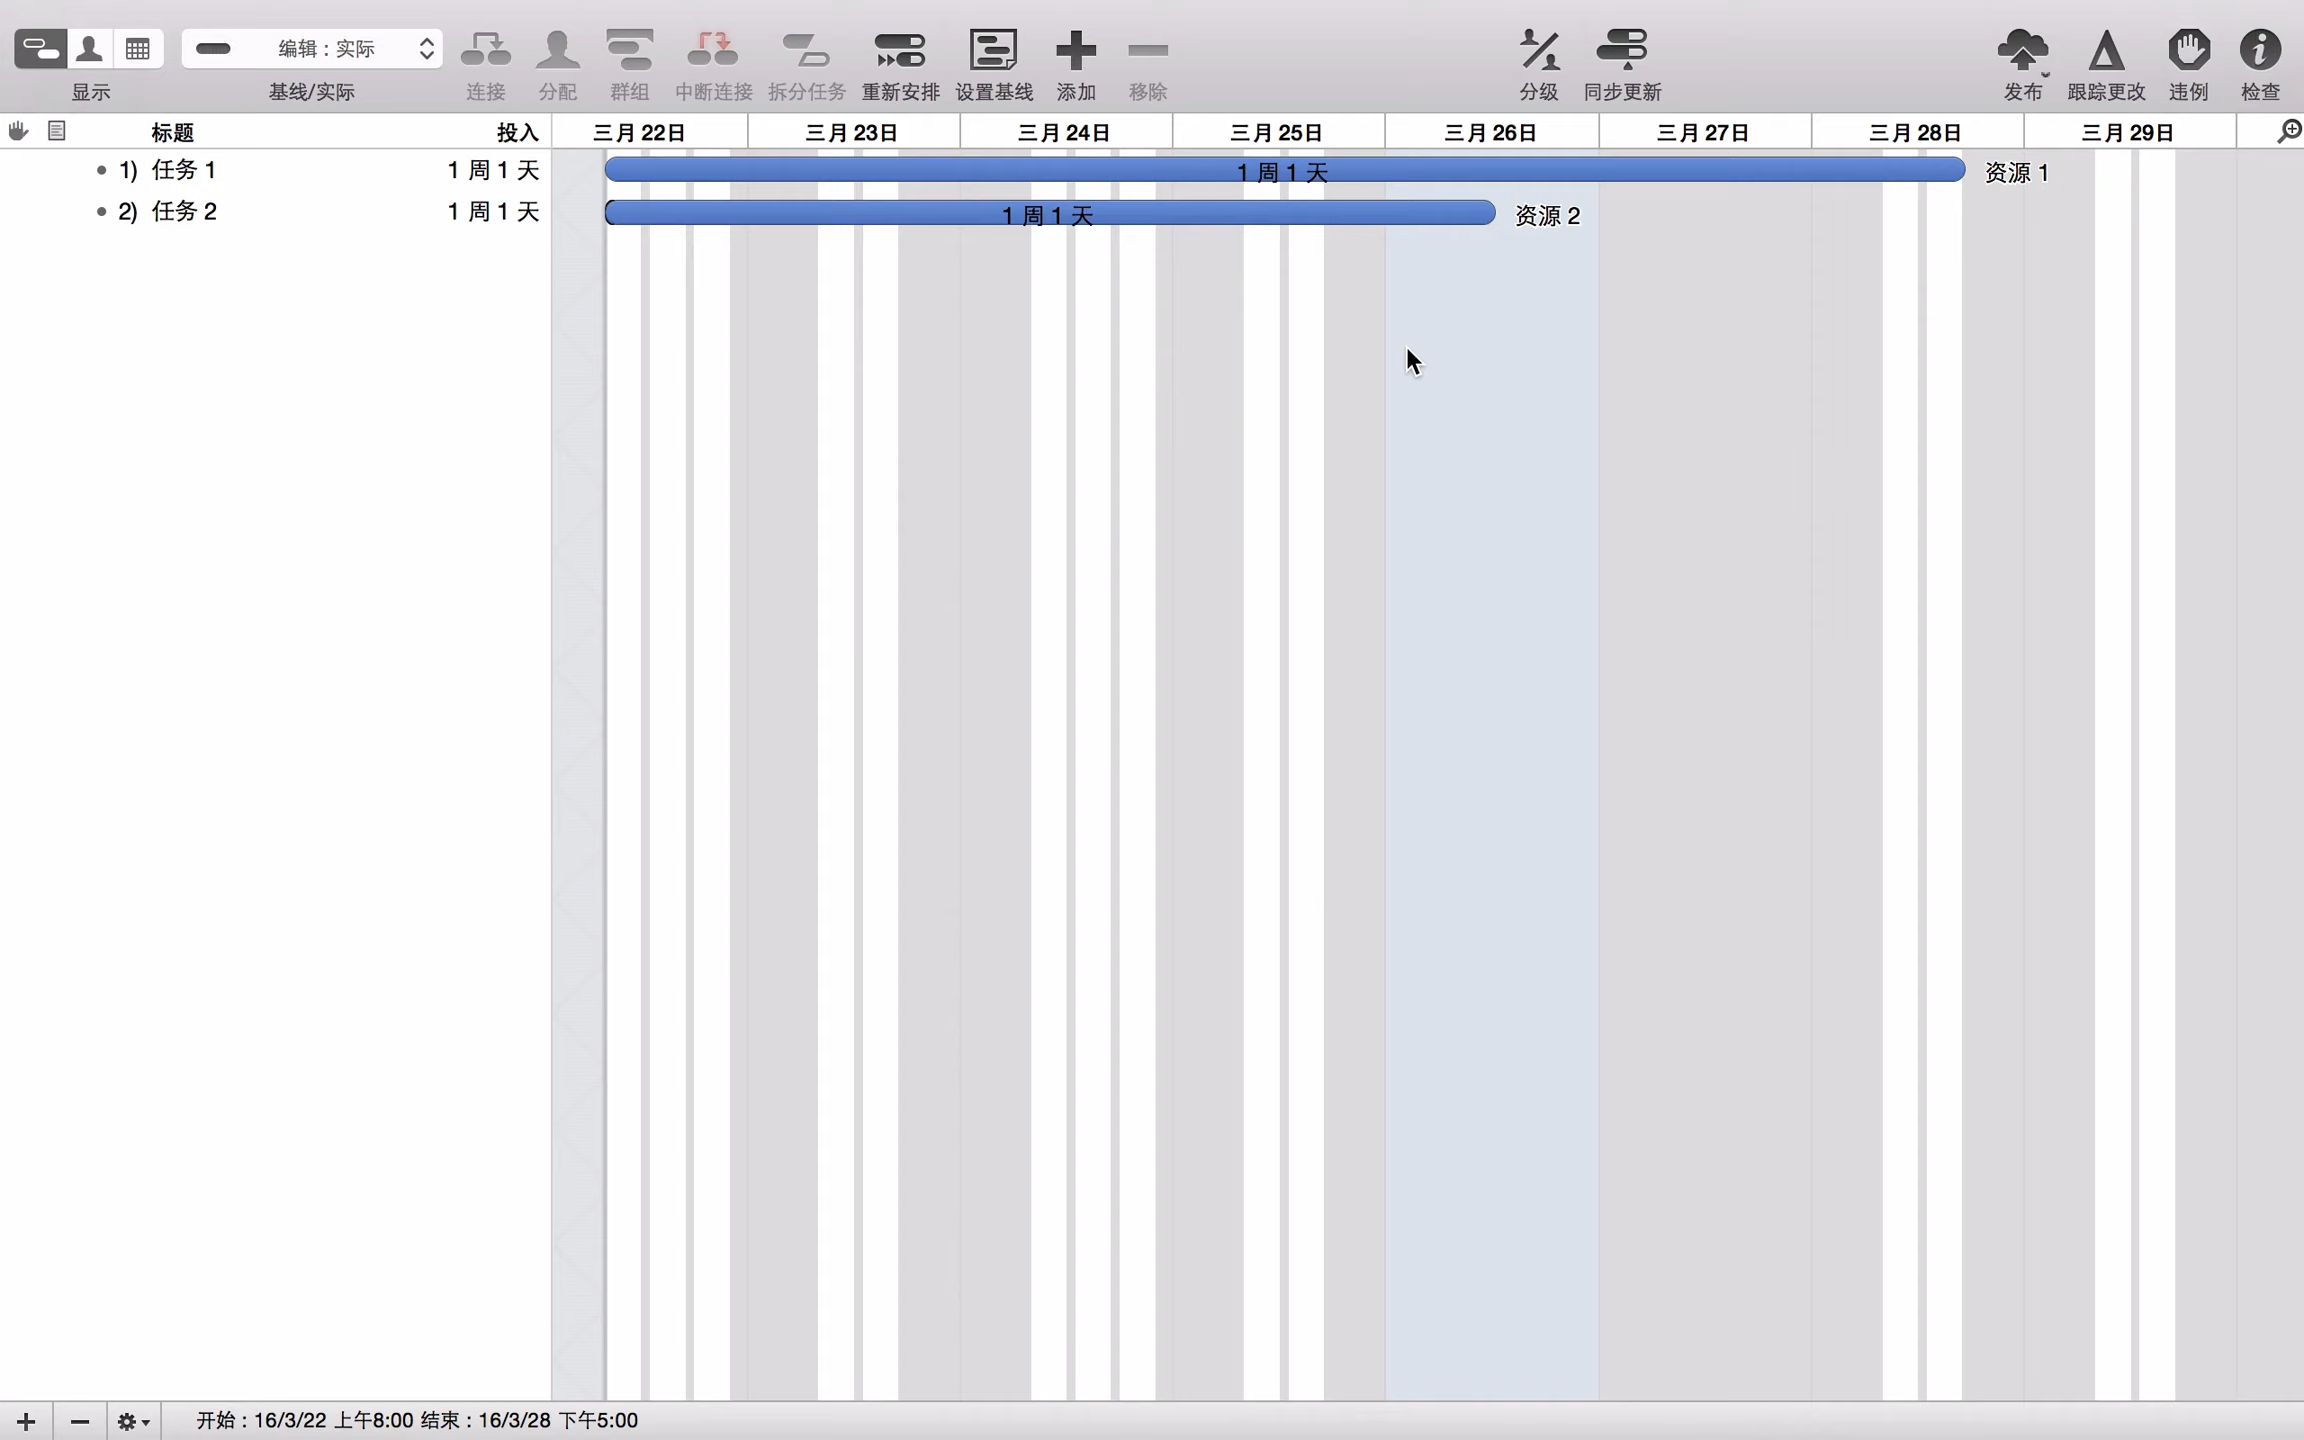 编辑：实际
显示 基线/实际 连接 分配 群组 中断连接 拆分任务 重新安排 设置基线 添加 移除 分级 同步更新 发布 跟踪更改 违例 检查
标题 投入 三月 22日 三月 23日 三月 24日 三月 25日 三月 26日 三月 27日 三月 28日 三月 29日
1) 任务 1 1 周 1 天 1 周 1 天 资源 1
2) 任务 2 1 周 1 天 1 周 1 天 资源 2
开始：16/3/22 上午8:00 结束：16/3/28 下午5:00